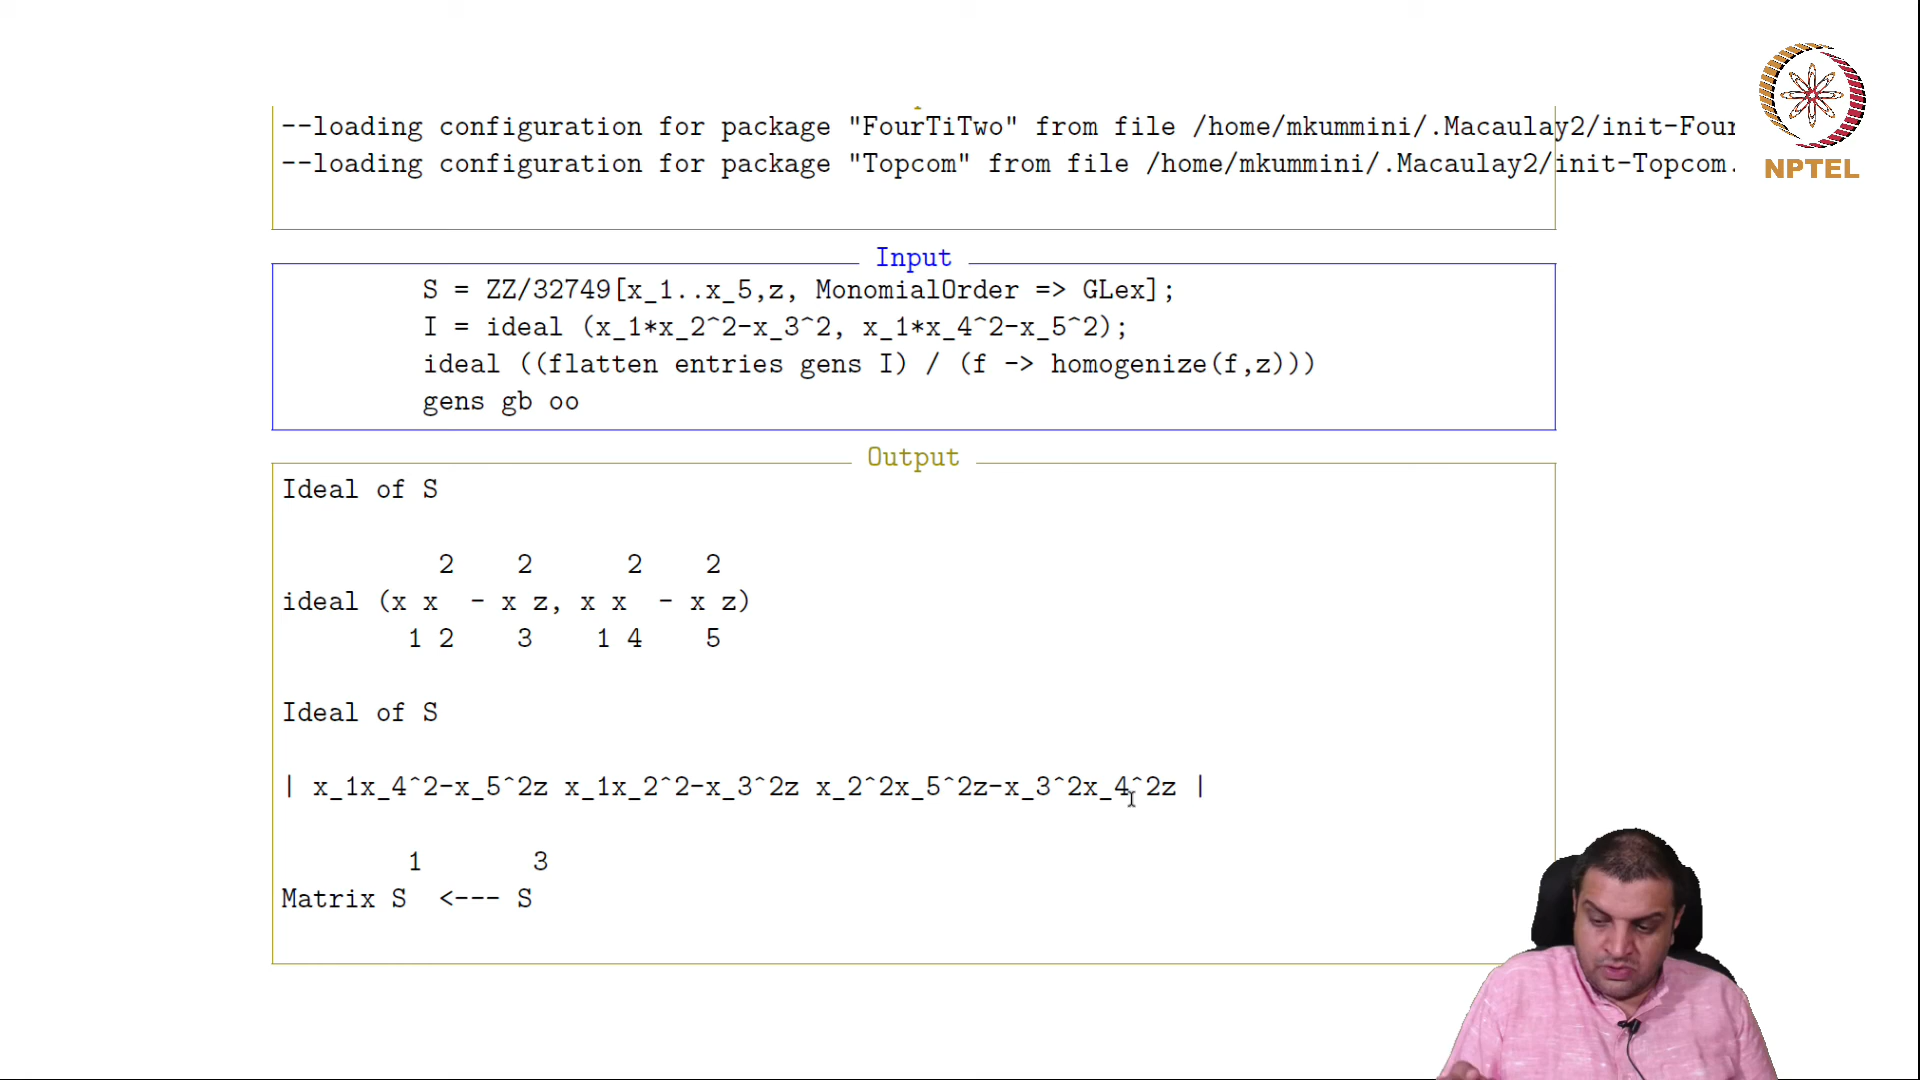 --loading configuration for package "FourTiTwo" from file /home/mkummini/.Macaulay2/init-Four
--loading configuration for package "Topcom" from file /home/mkummini/.Macaulay2/init-Topcom.
NPTEL
Input
S = ZZ/32749[x_1..x_5,z, MonomialOrder => GLex];
I = ideal (x_1*x_2^2-x_3^2, x_1*x_4^2-x_5^2);
ideal ((flatten entries gens I) / (f -> homogenize(f,z)))
gens gb oo
Output
Ideal of S
2    2      2    2
ideal (x x  - x z, x x  - x z)
1 2    3    1 4    5
Ideal of S
| x_1x_4^2-x_5^2z x_1x_2^2-x_3^2z x_2^2x_5^2z-x_3^2x_4^2z |
1       3
Matrix S  <--- S